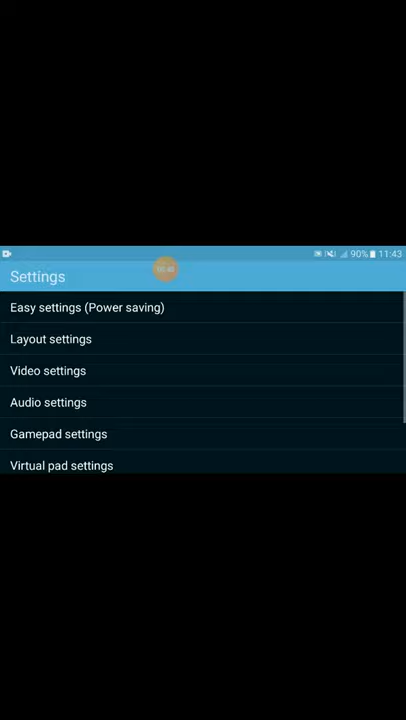 90% 11:43
Settings
Easy settings (Power saving)
Layout settings
Video settings
Audio settings
Gamepad settings
Virtual pad settings